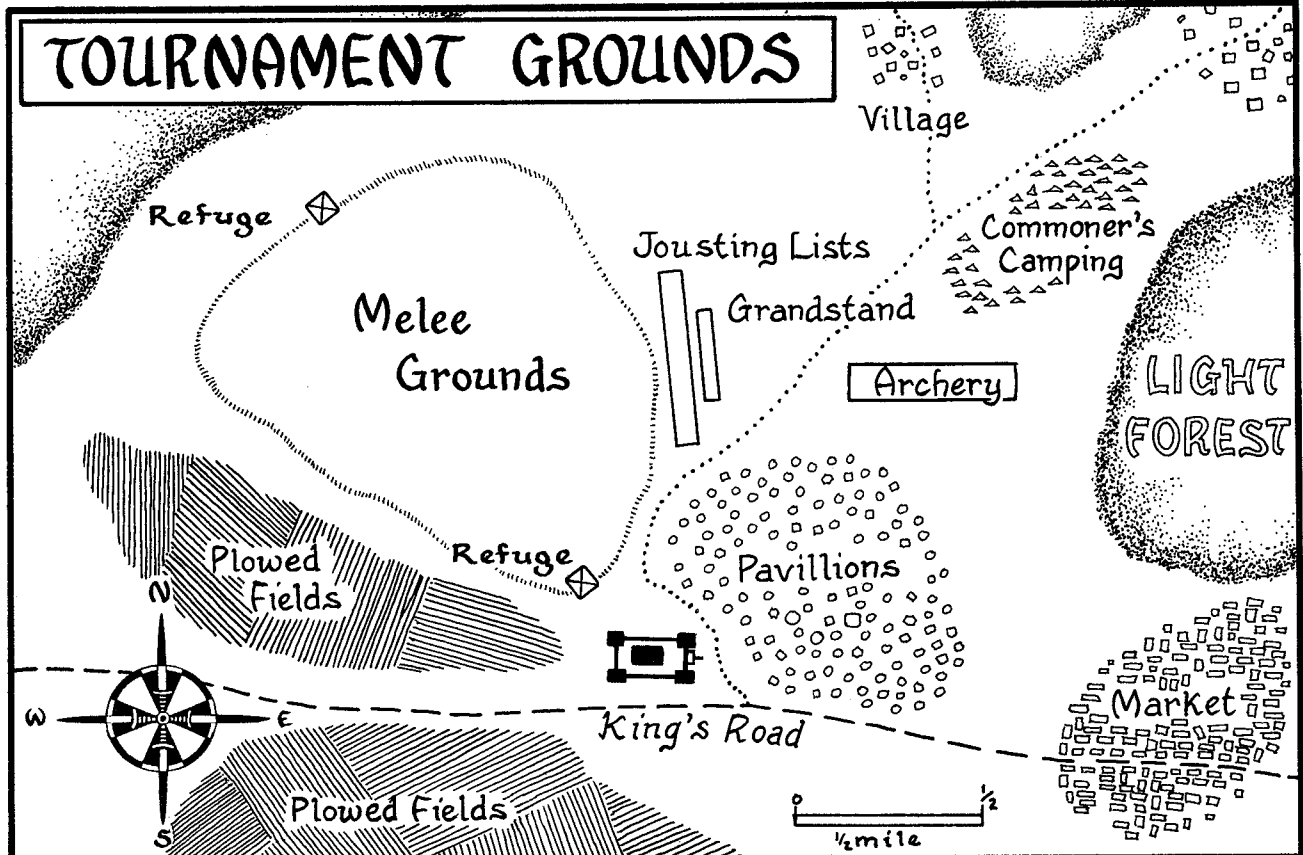 TOURNAMENT GROUNDS
Village
Refuge
Commoner's
Camping
Jousting Lists
Grandstand
Melee
Grounds
Archery
LIGHT
FOREST
Refuge
Plowed
Fields
Pavillions
N
W
E
S
Market
King's Road
Plowed Fields
0
1/2
1/2 mile